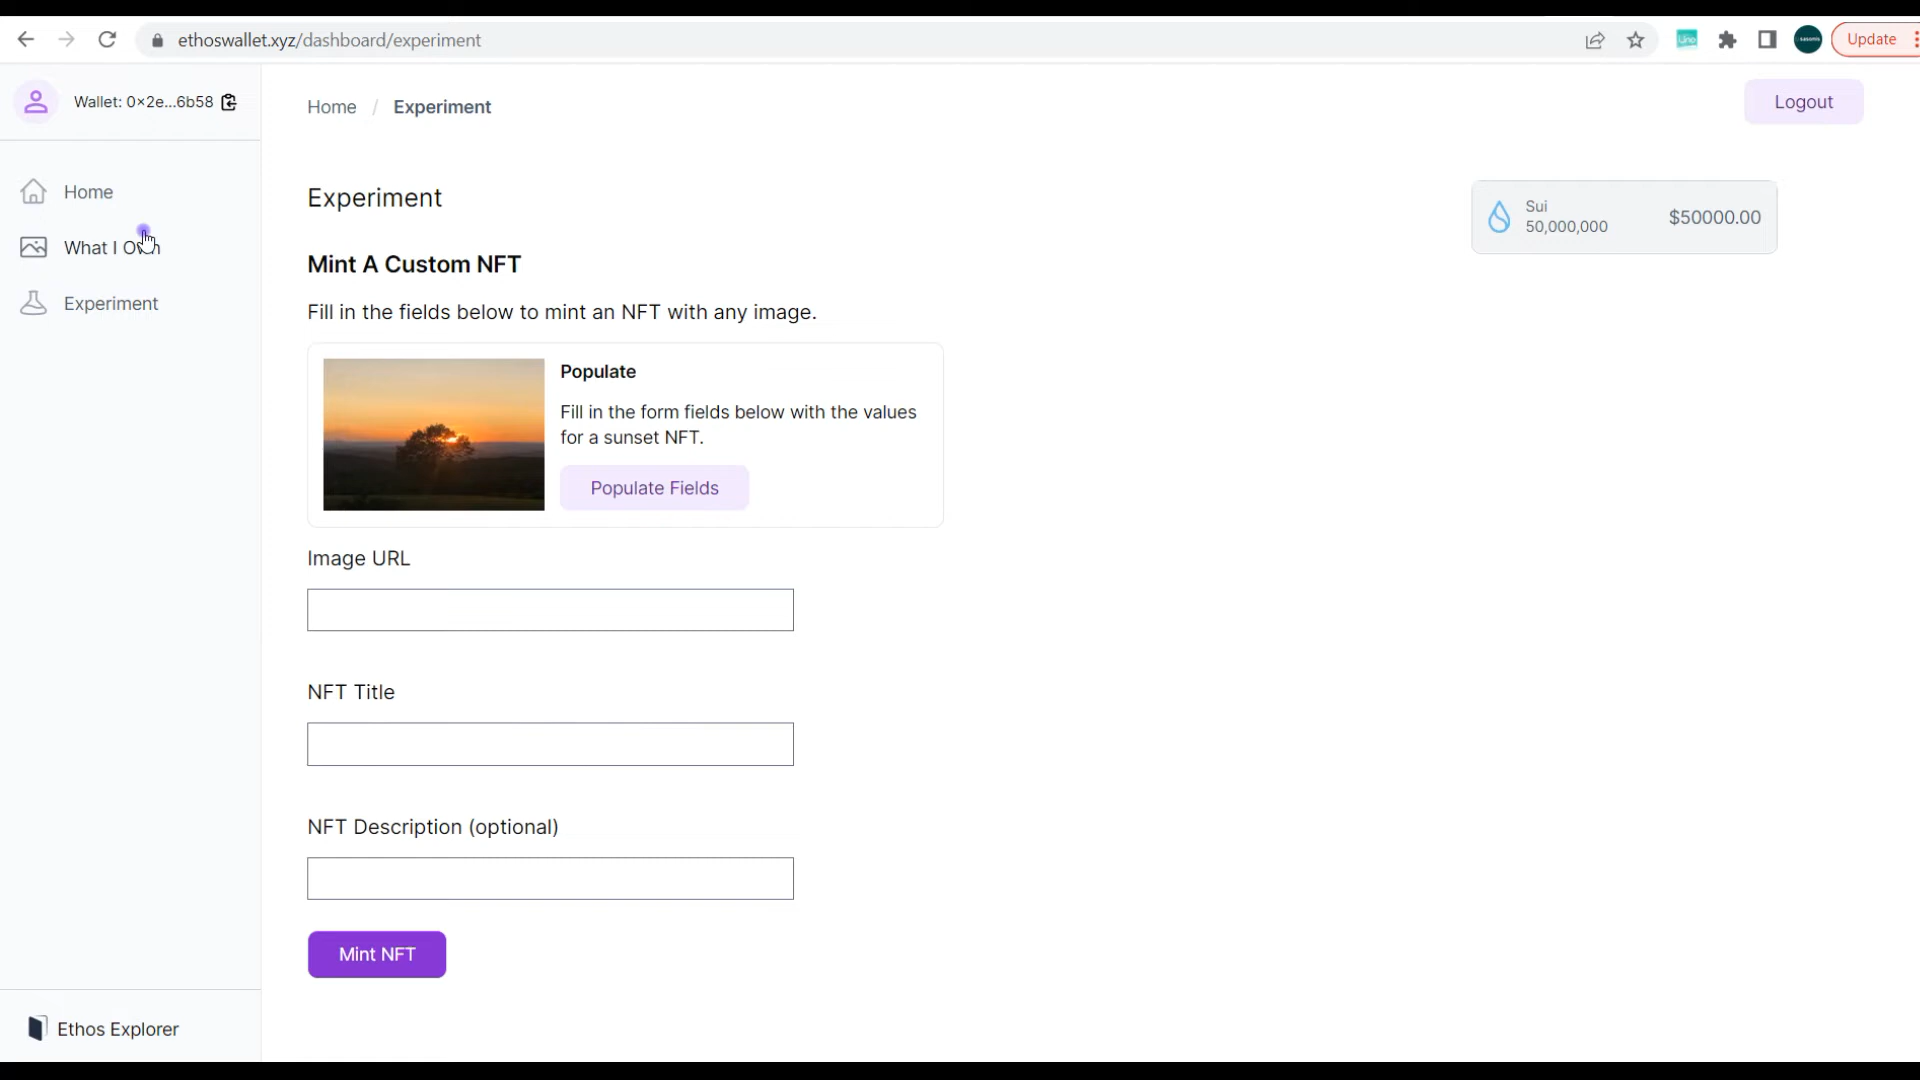 ethoswallet.xyz/dashboard/experiment
Update
Wallet: 0x2e...6b58
Home / Experiment
Logout
Home
What I Own
Experiment
Experiment
Sui
50,000,000
$50000.00
Mint A Custom NFT
Fill in the fields below to mint an NFT with any image.
Populate
Fill in the form fields below with the values
for a sunset NFT.
Populate Fields
Image URL
NFT Title
NFT Description (optional)
Mint NFT
Ethos Explorer